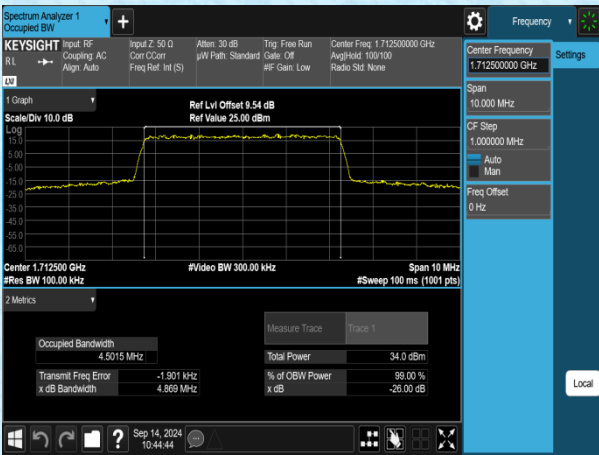 Spectrum Analyzer 1
Occupied BW
+
Frequency
KEYSIGHT
R L
LXI
Input: RF
Coupling: AC
Align: Auto
Input Z: 50 Ω
Corr CCorr
Freq Ref: Int (S)
Atten: 30 dB
µW Path: Standard
Trig: Free Run
Gate: Off
#IF Gain: Low
Center Freq: 1.712500000 GHz
Avg|Hold: 100/100
Radio Std: None
Center Frequency
1.712500000 GHz
Settings
Span
10.000 MHz
CF Step
1.000000 MHz
Auto
Man
Freq Offset
0 Hz
Local
1 Graph
Scale/Div 10.0 dB
Ref Lvl Offset 9.54 dB
Ref Value 25.00 dBm
Log
15.0
5.00
-5.00
-15.0
-25.0
-35.0
-45.0
-55.0
-65.0
Center 1.712500 GHz
#Res BW 100.00 kHz
#Video BW 300.00 kHz
Span 10 MHz
#Sweep 100 ms (1001 pts)
2 Metrics
Measure Trace
Trace 1
Occupied Bandwidth
4.5015 MHz
Total Power
34.0 dBm
Transmit Freq Error
-1.901 kHz
% of OBW Power
99.00 %
x dB Bandwidth
4.869 MHz
x dB
-26.00 dB
?
Sep 14, 2024
10:44:44